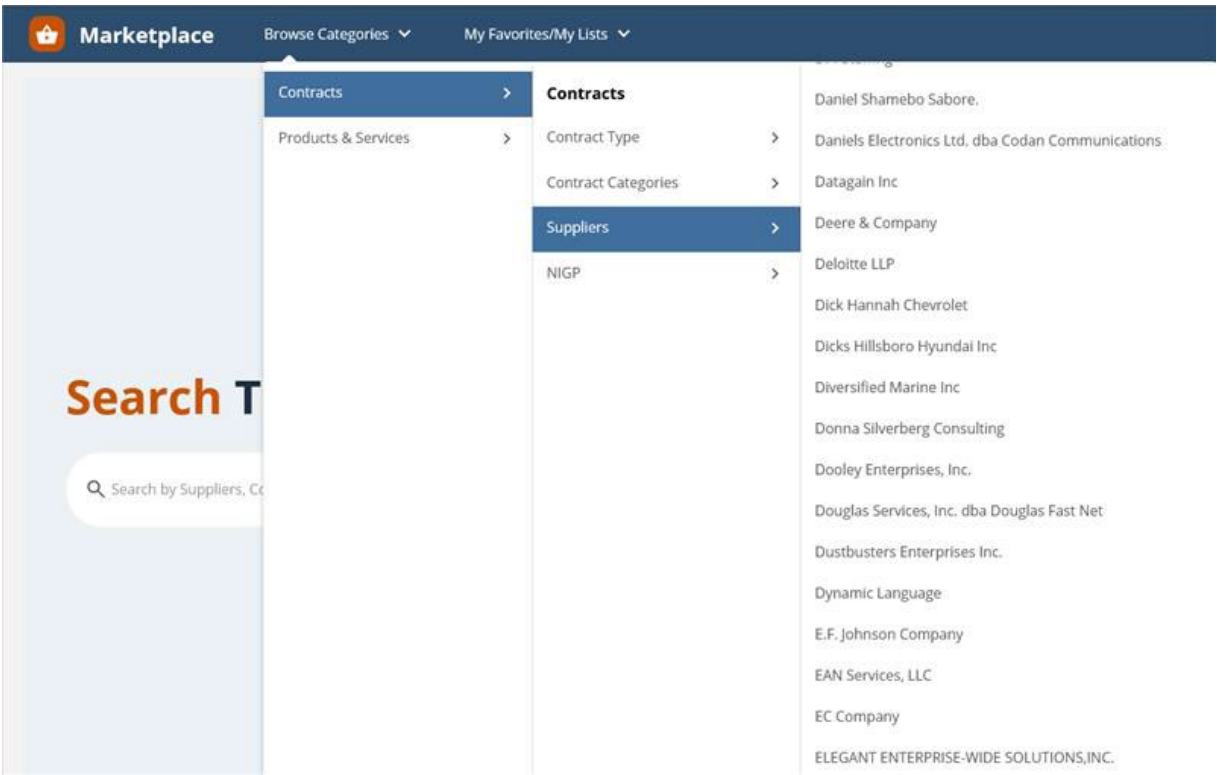 Marketplace
Browse Categories
My Favorites/My Lists
Contracts
Products & Services
Contracts
Contract Type
Contract Categories
Suppliers
NIGP
Daniel Shamebo Sabore.
Daniels Electronics Ltd. dba Codan Communications
Datagain Inc
Deere & Company
Deloitte LLP
Dick Hannah Chevrolet
Dicks Hillsboro Hyundai Inc
Diversified Marine Inc
Donna Silverberg Consulting
Dooley Enterprises, Inc.
Douglas Services, Inc. dba Douglas Fast Net
Dustbusters Enterprises Inc.
Dynamic Language
E.F. Johnson Company
EAN Services, LLC
EC Company
ELEGANT ENTERPRISE-WIDE SOLUTIONS,INC.
Search T
Search by Suppliers, Co